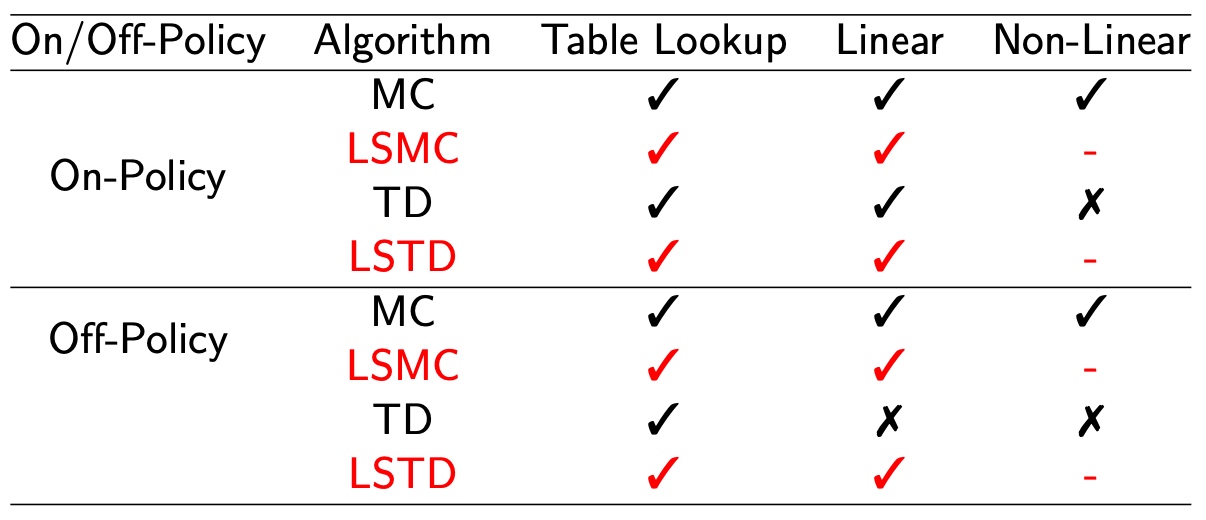 On/Off-Policy Algorithm Table Lookup Linear Non-Linear
MC ✓ ✓ ✓
LSMC ✓ ✓ -
On-Policy
TD ✓ ✓ ✗
LSTD ✓ ✓ -
MC ✓ ✓ ✓
Off-Policy
LSMC ✓ ✓ -
TD ✓ ✗ ✗
LSTD ✓ ✓ -